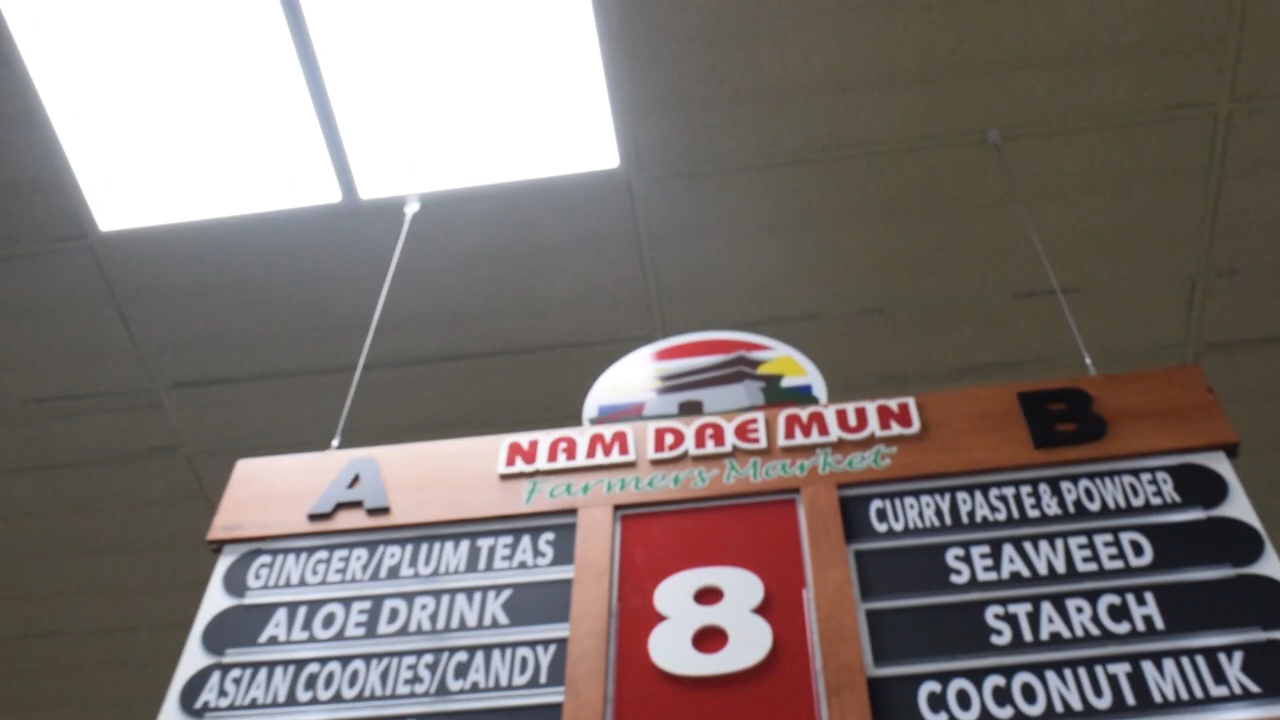 NAM DAE MUN
Farmers Market
A
B
8
GINGER/PLUM TEAS
ALOE DRINK
ASIAN COOKIES/CANDY
CURRY PASTE & POWDER
SEAWEED
STARCH
COCONUT MILK